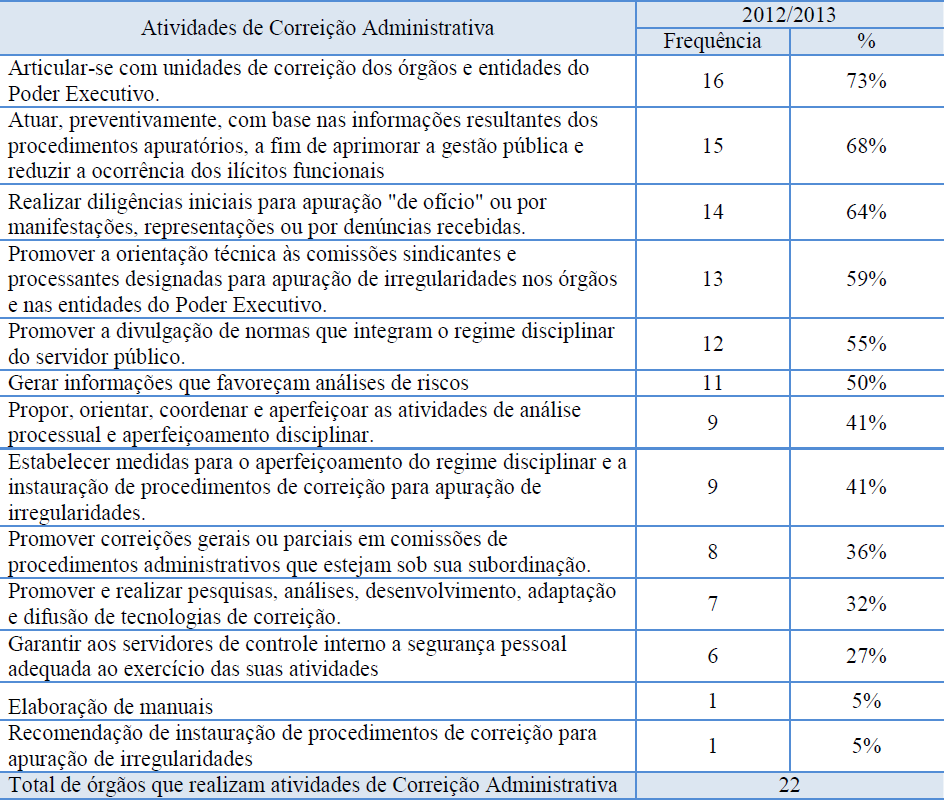 Atividades de Correição Administrativa
2012/2013
Frequência %
Articular-se com unidades de correição dos órgãos e entidades do
Poder Executivo.
16 73%
Atuar, preventivamente, com base nas informações resultantes dos
procedimentos apuratórios, a fim de aprimorar a gestão pública e
reduzir a ocorrência dos ilícitos funcionais
15 68%
Realizar diligências iniciais para apuração "de ofício" ou por
manifestações, representações ou por denúncias recebidas.
14 64%
Promover a orientação técnica às comissões sindicantes e
processantes designadas para apuração de irregularidades nos órgãos
e nas entidades do Poder Executivo.
13 59%
Promover a divulgação de normas que integram o regime disciplinar
do servidor público.
12 55%
Gerar informações que favoreçam análises de riscos 11 50%
Propor, orientar, coordenar e aperfeiçoar as atividades de análise
processual e aperfeiçoamento disciplinar.
9 41%
Estabelecer medidas para o aperfeiçoamento do regime disciplinar e a
instauração de procedimentos de correição para apuração de
irregularidades.
9 41%
Promover correições gerais ou parciais em comissões de
procedimentos administrativos que estejam sob sua subordinação.
8 36%
Promover e realizar pesquisas, análises, desenvolvimento, adaptação
e difusão de tecnologias de correição.
7 32%
Garantir aos servidores de controle interno a segurança pessoal
adequada ao exercício das suas atividades
6 27%
Elaboração de manuais 1 5%
Recomendação de instauração de procedimentos de correição para
apuração de irregularidades
1 5%
Total de órgãos que realizam atividades de Correição Administrativa 22